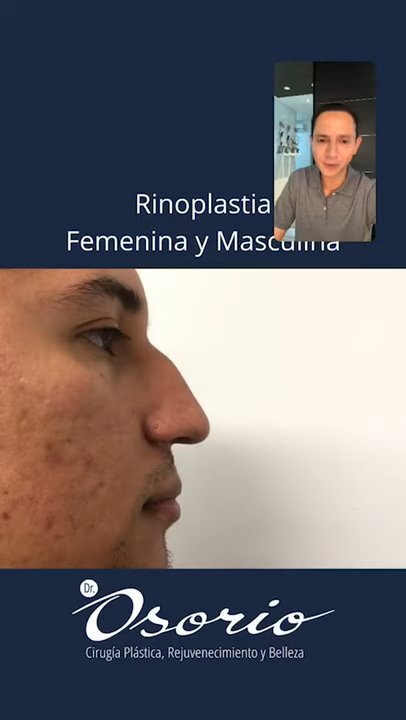 Rinoplastia
Femenina y Masculina
Dr.
Osorio
Cirugía Plástica, Rejuvenecimiento y Belleza